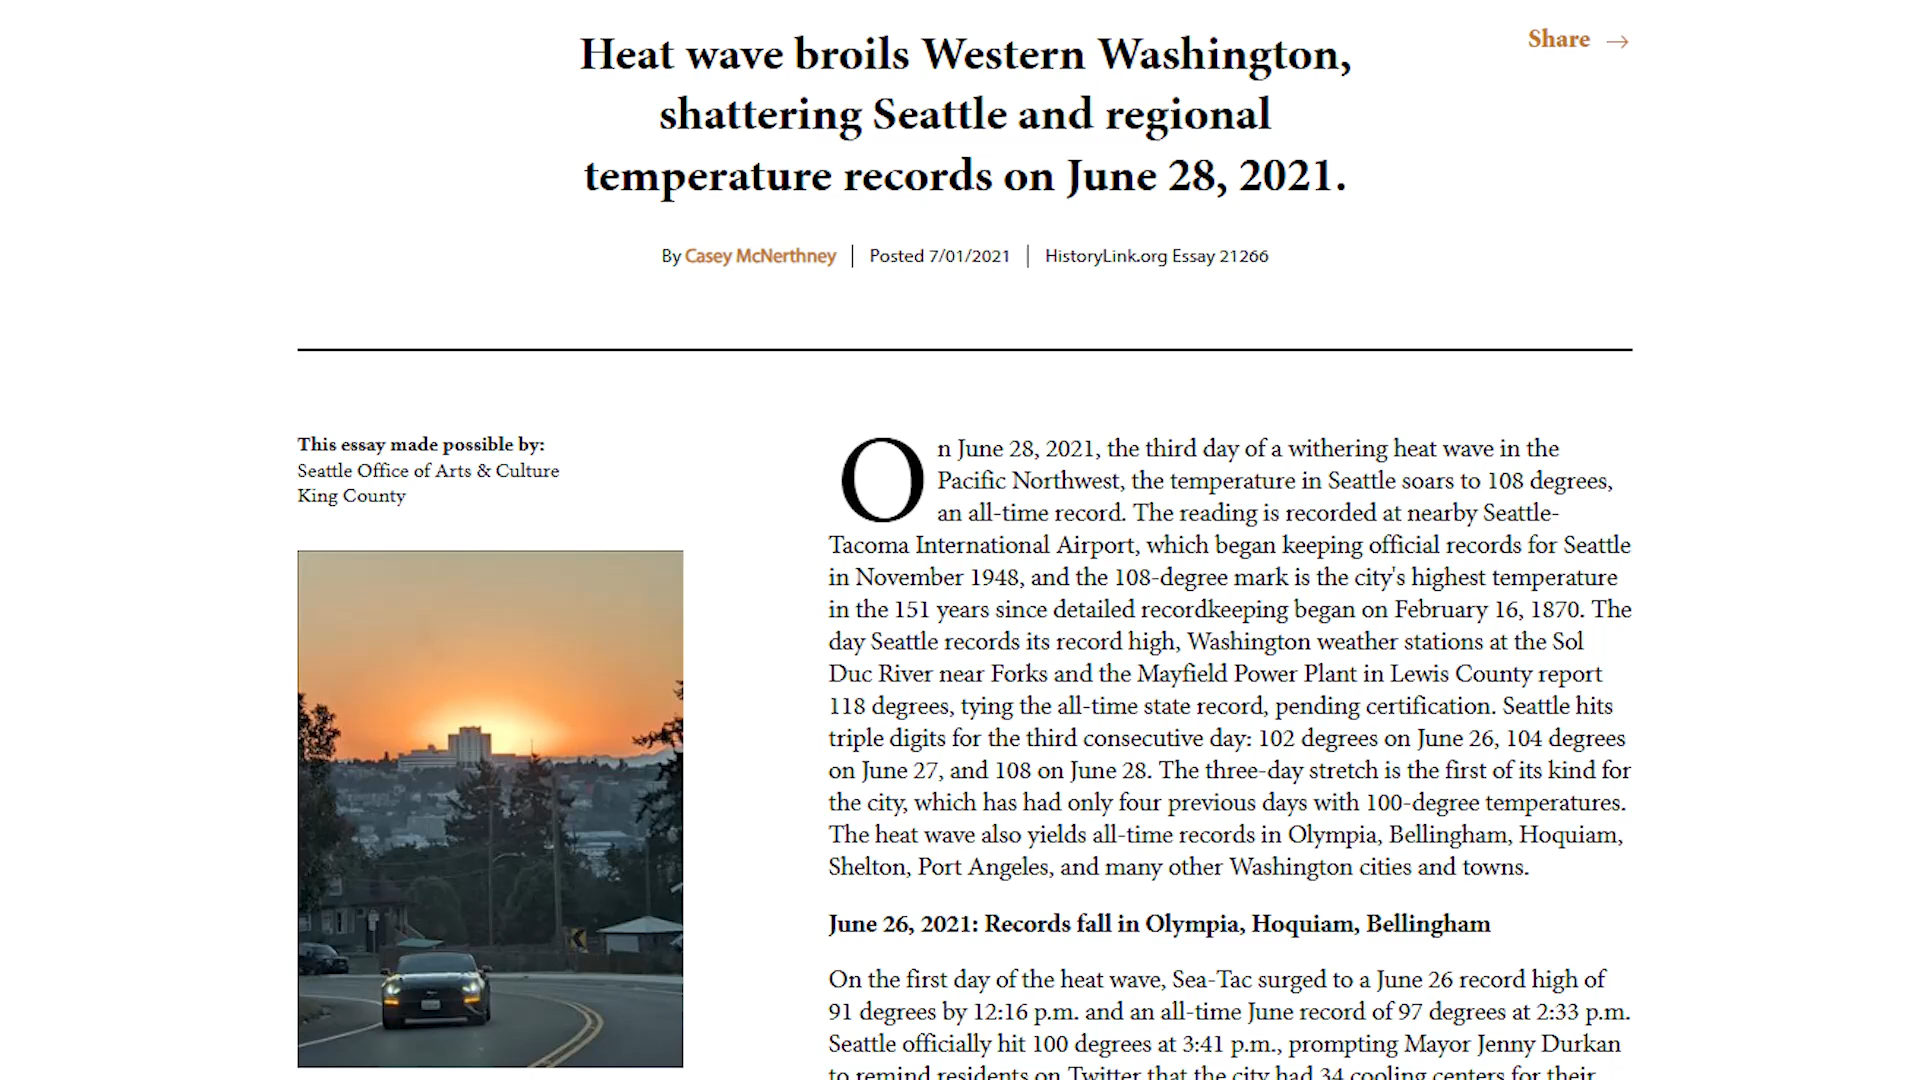 Heat wave broils Western Washington,
shattering Seattle and regional
temperature records on June 28, 2021.
Share →
By Casey McNerthney | Posted 7/01/2021 | HistoryLink.org Essay 21266
This essay made possible by:
Seattle Office of Arts & Culture
King County
On June 28, 2021, the third day of a withering heat wave in the
Pacific Northwest, the temperature in Seattle soars to 108 degrees,
an all-time record. The reading is recorded at nearby Seattle-
Tacoma International Airport, which began keeping official records for Seattle
in November 1948, and the 108-degree mark is the city's highest temperature
in the 151 years since detailed recordkeeping began on February 16, 1870. The
day Seattle records its record high, Washington weather stations at the Sol
Duc River near Forks and the Mayfield Power Plant in Lewis County report
118 degrees, tying the all-time state record, pending certification. Seattle hits
triple digits for the third consecutive day: 102 degrees on June 26, 104 degrees
on June 27, and 108 on June 28. The three-day stretch is the first of its kind for
the city, which has had only four previous days with 100-degree temperatures.
The heat wave also yields all-time records in Olympia, Bellingham, Hoquiam,
Shelton, Port Angeles, and many other Washington cities and towns.
June 26, 2021: Records fall in Olympia, Hoquiam, Bellingham
On the first day of the heat wave, Sea-Tac surged to a June 26 record high of
91 degrees by 12:16 p.m. and an all-time June record of 97 degrees at 2:33 p.m.
Seattle officially hit 100 degrees at 3:41 p.m., prompting Mayor Jenny Durkan
to remind residents on Twitter that the city had 34 cooling centers for their